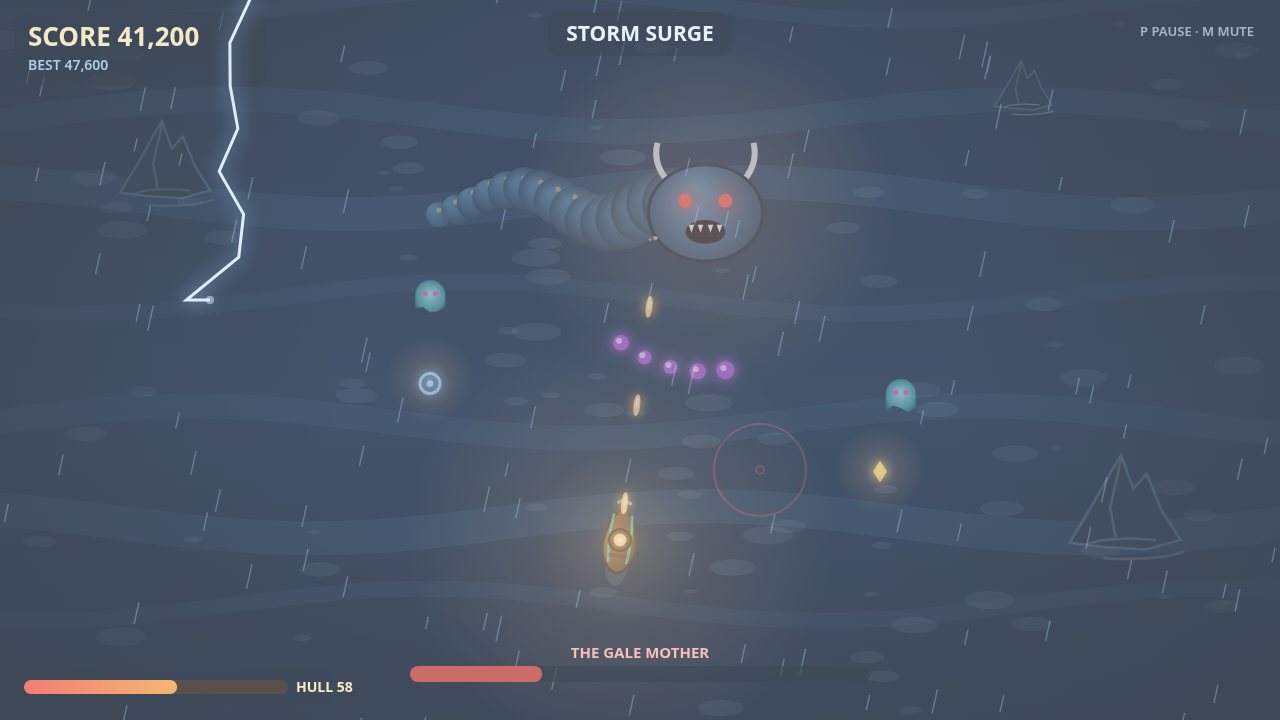 SCORE 41,200
BEST 47,600
STORM SURGE
P PAUSE · M MUTE
THE GALE MOTHER
HULL 58